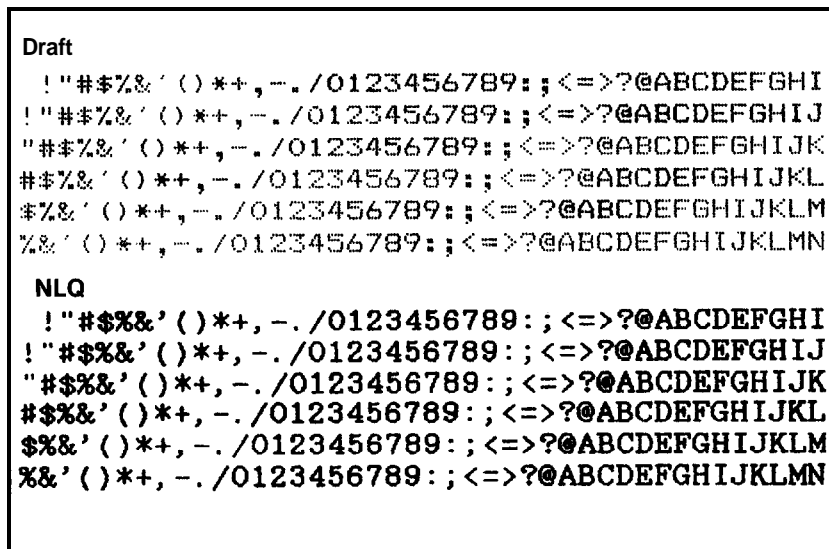 Draft
 !"#$%&'()*+,-./0123456789:;<=>?@ABCDEFGHI
!"#$%&'()*+,-./0123456789:;<=>?@ABCDEFGHIJ
"#$%&'()*+,-./0123456789:;<=>?@ABCDEFGHIJK
#$%&'()*+,-./0123456789:;<=>?@ABCDEFGHIJKL
$%&'()*+,-./0123456789:;<=>?@ABCDEFGHIJKLM
%&'()*+,-./0123456789:;<=>?@ABCDEFGHIJKLMN
NLQ
 !"#$%&'()*+,-./0123456789:;<=>?@ABCDEFGHI
!"#$%&'()*+,-./0123456789:;<=>?@ABCDEFGHIJ
"#$%&'()*+,-./0123456789:;<=>?@ABCDEFGHIJK
#$%&'()*+,-./0123456789:;<=>?@ABCDEFGHIJKL
$%&'()*+,-./0123456789:;<=>?@ABCDEFGHIJKLM
%&'()*+,-./0123456789:;<=>?@ABCDEFGHIJKLMN